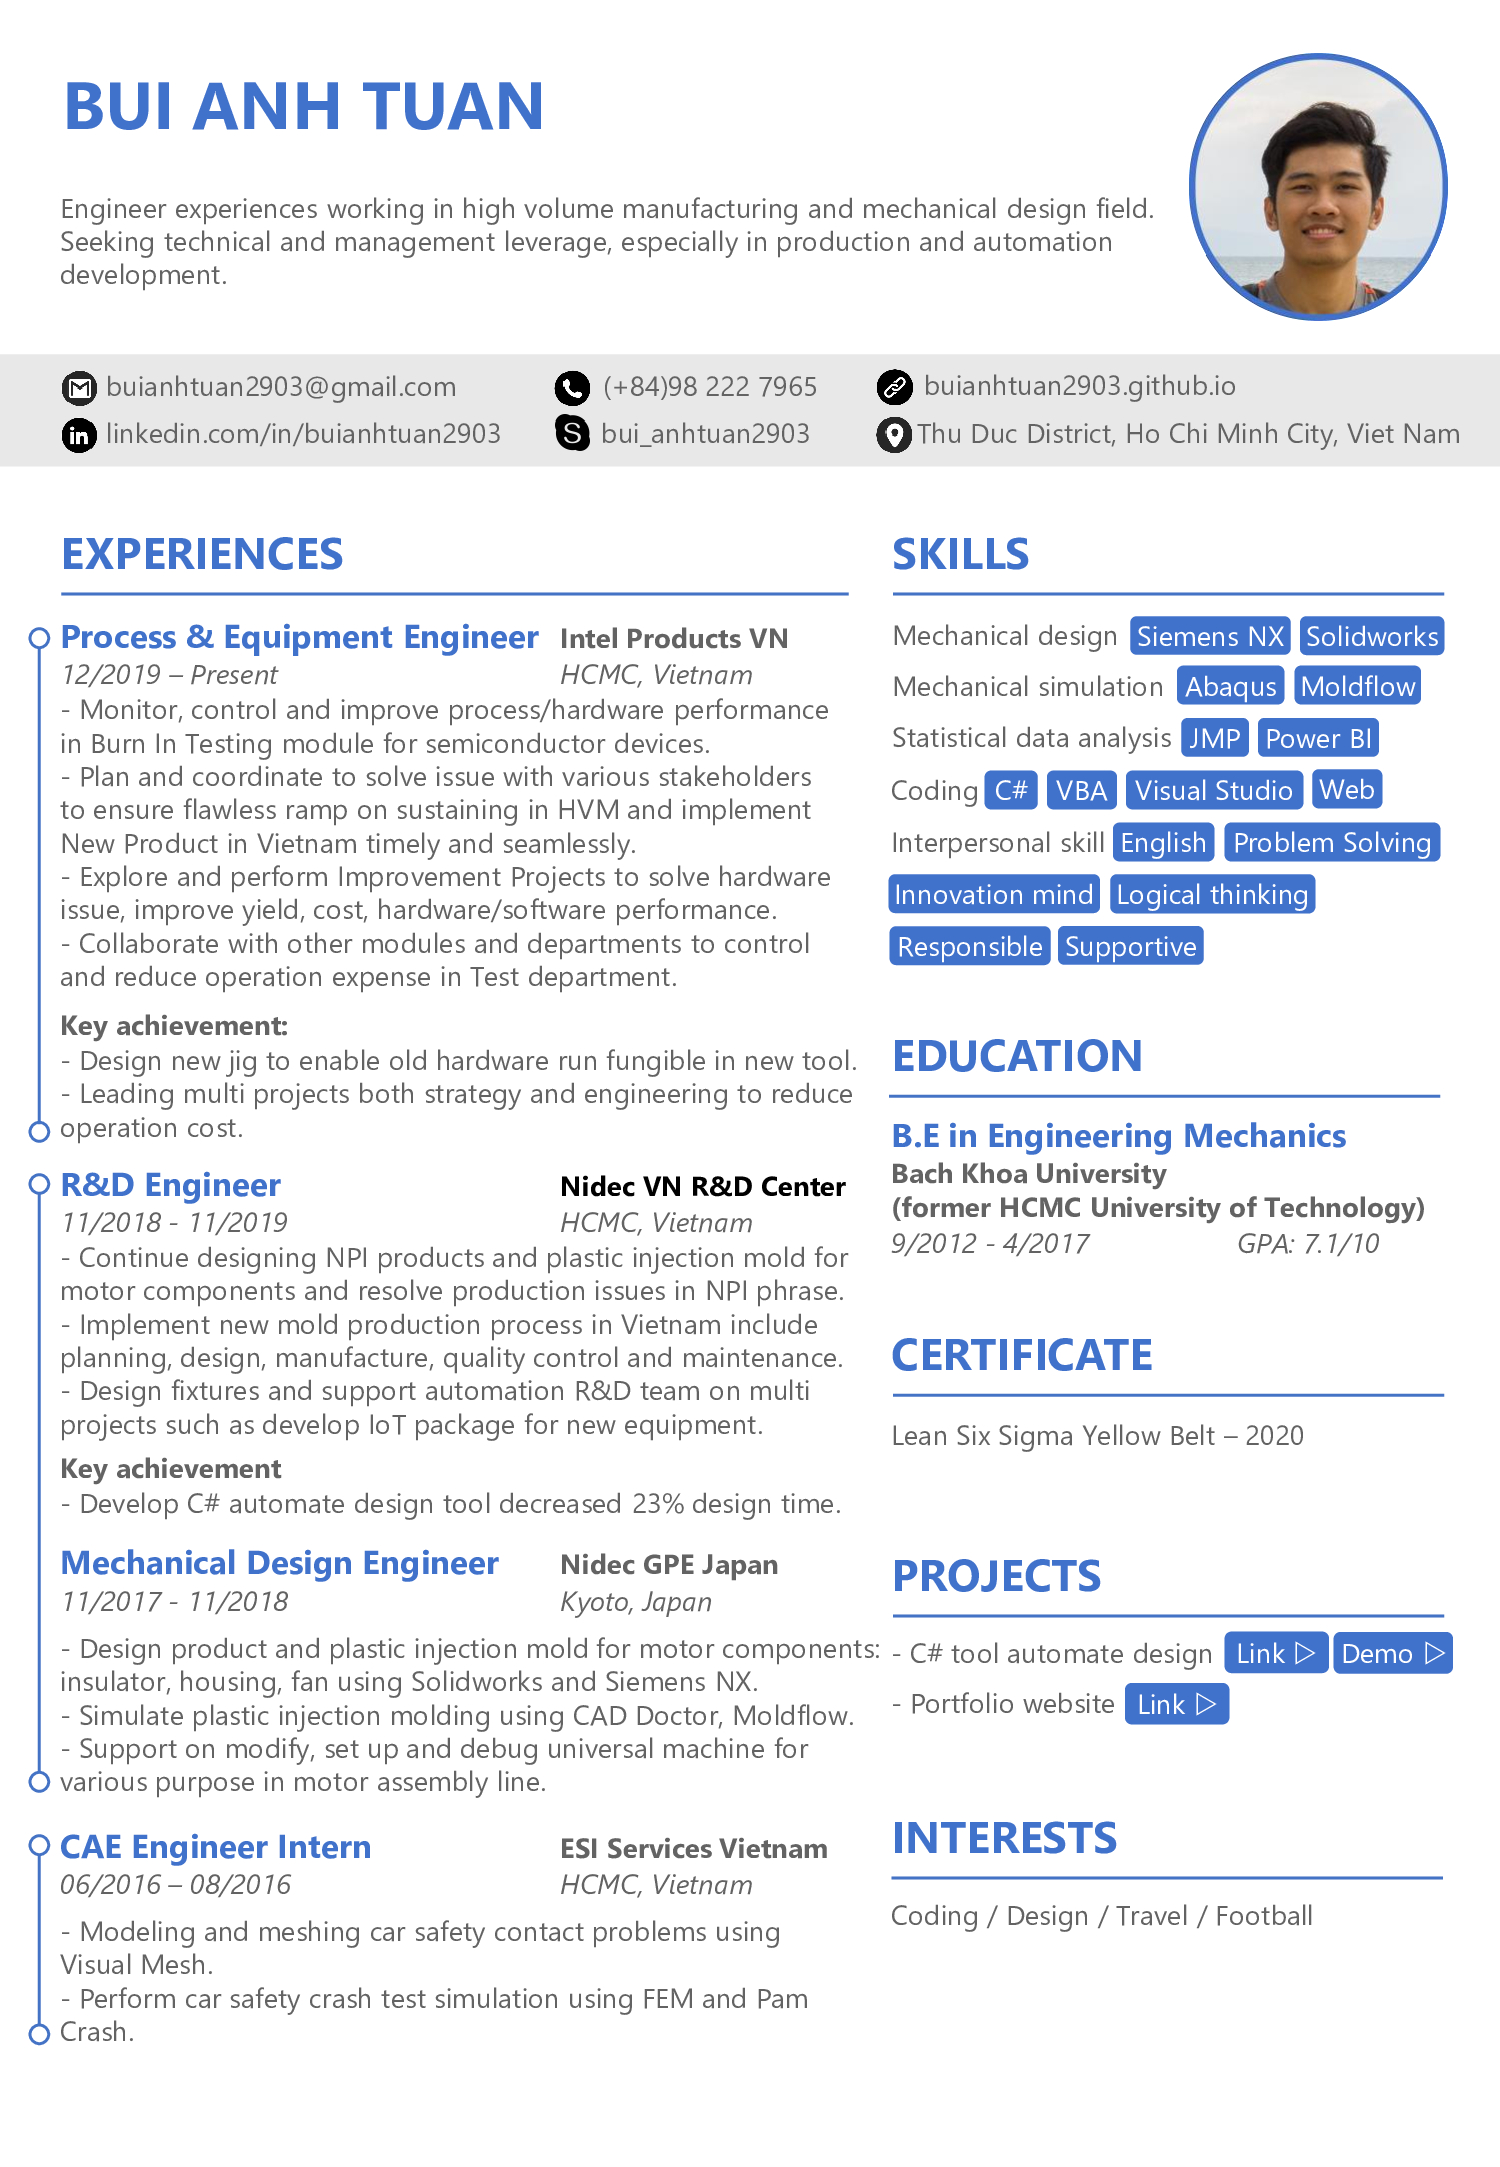 BUI ANH TUAN
Engineer experiences working in high volume manufacturing and mechanical design field.
Seeking technical and management leverage, especially in production and automation
development.
buianhtuan2903@gmail.com
(+84)98 222 7965
buianhtuan2903.github.io
linkedin.com/in/buianhtuan2903
bui_anhtuan2903
Thu Duc District, Ho Chi Minh City, Viet Nam
EXPERIENCES
Process & Equipment Engineer Intel Products VN
12/2019 – Present HCMC, Vietnam
- Monitor, control and improve process/hardware performance
in Burn In Testing module for semiconductor devices.
- Plan and coordinate to solve issue with various stakeholders
to ensure flawless ramp on sustaining in HVM and implement
New Product in Vietnam timely and seamlessly.
- Explore and perform Improvement Projects to solve hardware
issue, improve yield, cost, hardware/software performance.
- Collaborate with other modules and departments to control
and reduce operation expense in Test department.
Key achievement:
- Design new jig to enable old hardware run fungible in new tool.
- Leading multi projects both strategy and engineering to reduce
operation cost.
R&D Engineer Nidec VN R&D Center
11/2018 - 11/2019 HCMC, Vietnam
- Continue designing NPI products and plastic injection mold for
motor components and resolve production issues in NPI phrase.
- Implement new mold production process in Vietnam include
planning, design, manufacture, quality control and maintenance.
- Design fixtures and support automation R&D team on multi
projects such as develop IoT package for new equipment.
Key achievement
- Develop C# automate design tool decreased 23% design time.
Mechanical Design Engineer Nidec GPE Japan
11/2017 - 11/2018 Kyoto, Japan
- Design product and plastic injection mold for motor components:
insulator, housing, fan using Solidworks and Siemens NX.
- Simulate plastic injection molding using CAD Doctor, Moldflow.
- Support on modify, set up and debug universal machine for
various purpose in motor assembly line.
CAE Engineer Intern ESI Services Vietnam
06/2016 – 08/2016 HCMC, Vietnam
- Modeling and meshing car safety contact problems using
Visual Mesh.
- Perform car safety crash test simulation using FEM and Pam
Crash.
SKILLS
Mechanical design Siemens NX Solidworks
Mechanical simulation Abaqus Moldflow
Statistical data analysis JMP Power BI
Coding C# VBA Visual Studio Web
Interpersonal skill English Problem Solving
Innovation mind Logical thinking
Responsible Supportive
EDUCATION
B.E in Engineering Mechanics
Bach Khoa University
(former HCMC University of Technology)
9/2012 - 4/2017 GPA: 7.1/10
CERTIFICATE
Lean Six Sigma Yellow Belt – 2020
PROJECTS
- C# tool automate design Link ▷ Demo ▷
- Portfolio website Link ▷
INTERESTS
Coding / Design / Travel / Football